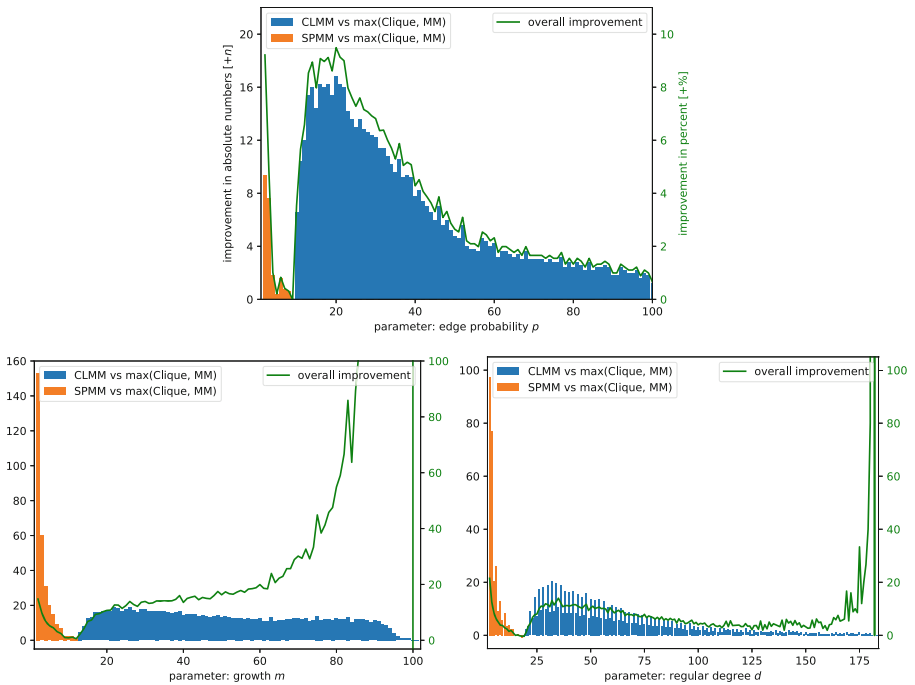 CLMM vs max(Clique, MM)
SPMM vs max(Clique, MM)
overall improvement
improvement in absolute numbers [+n]
0
4
8
12
16
20
improvement in percent [+%]
0
2
4
6
8
10
20 40 60 80 100
parameter: edge probability p
CLMM vs max(Clique, MM)
SPMM vs max(Clique, MM)
overall improvement
160
140
120
100
80
60
40
20
0
100
80
60
40
20
0
20 40 60 80 100
parameter: growth m
CLMM vs max(Clique, MM)
SPMM vs max(Clique, MM)
overall improvement
100
80
60
40
20
0
100
80
60
40
20
0
25 50 75 100 125 150 175
parameter: regular degree d